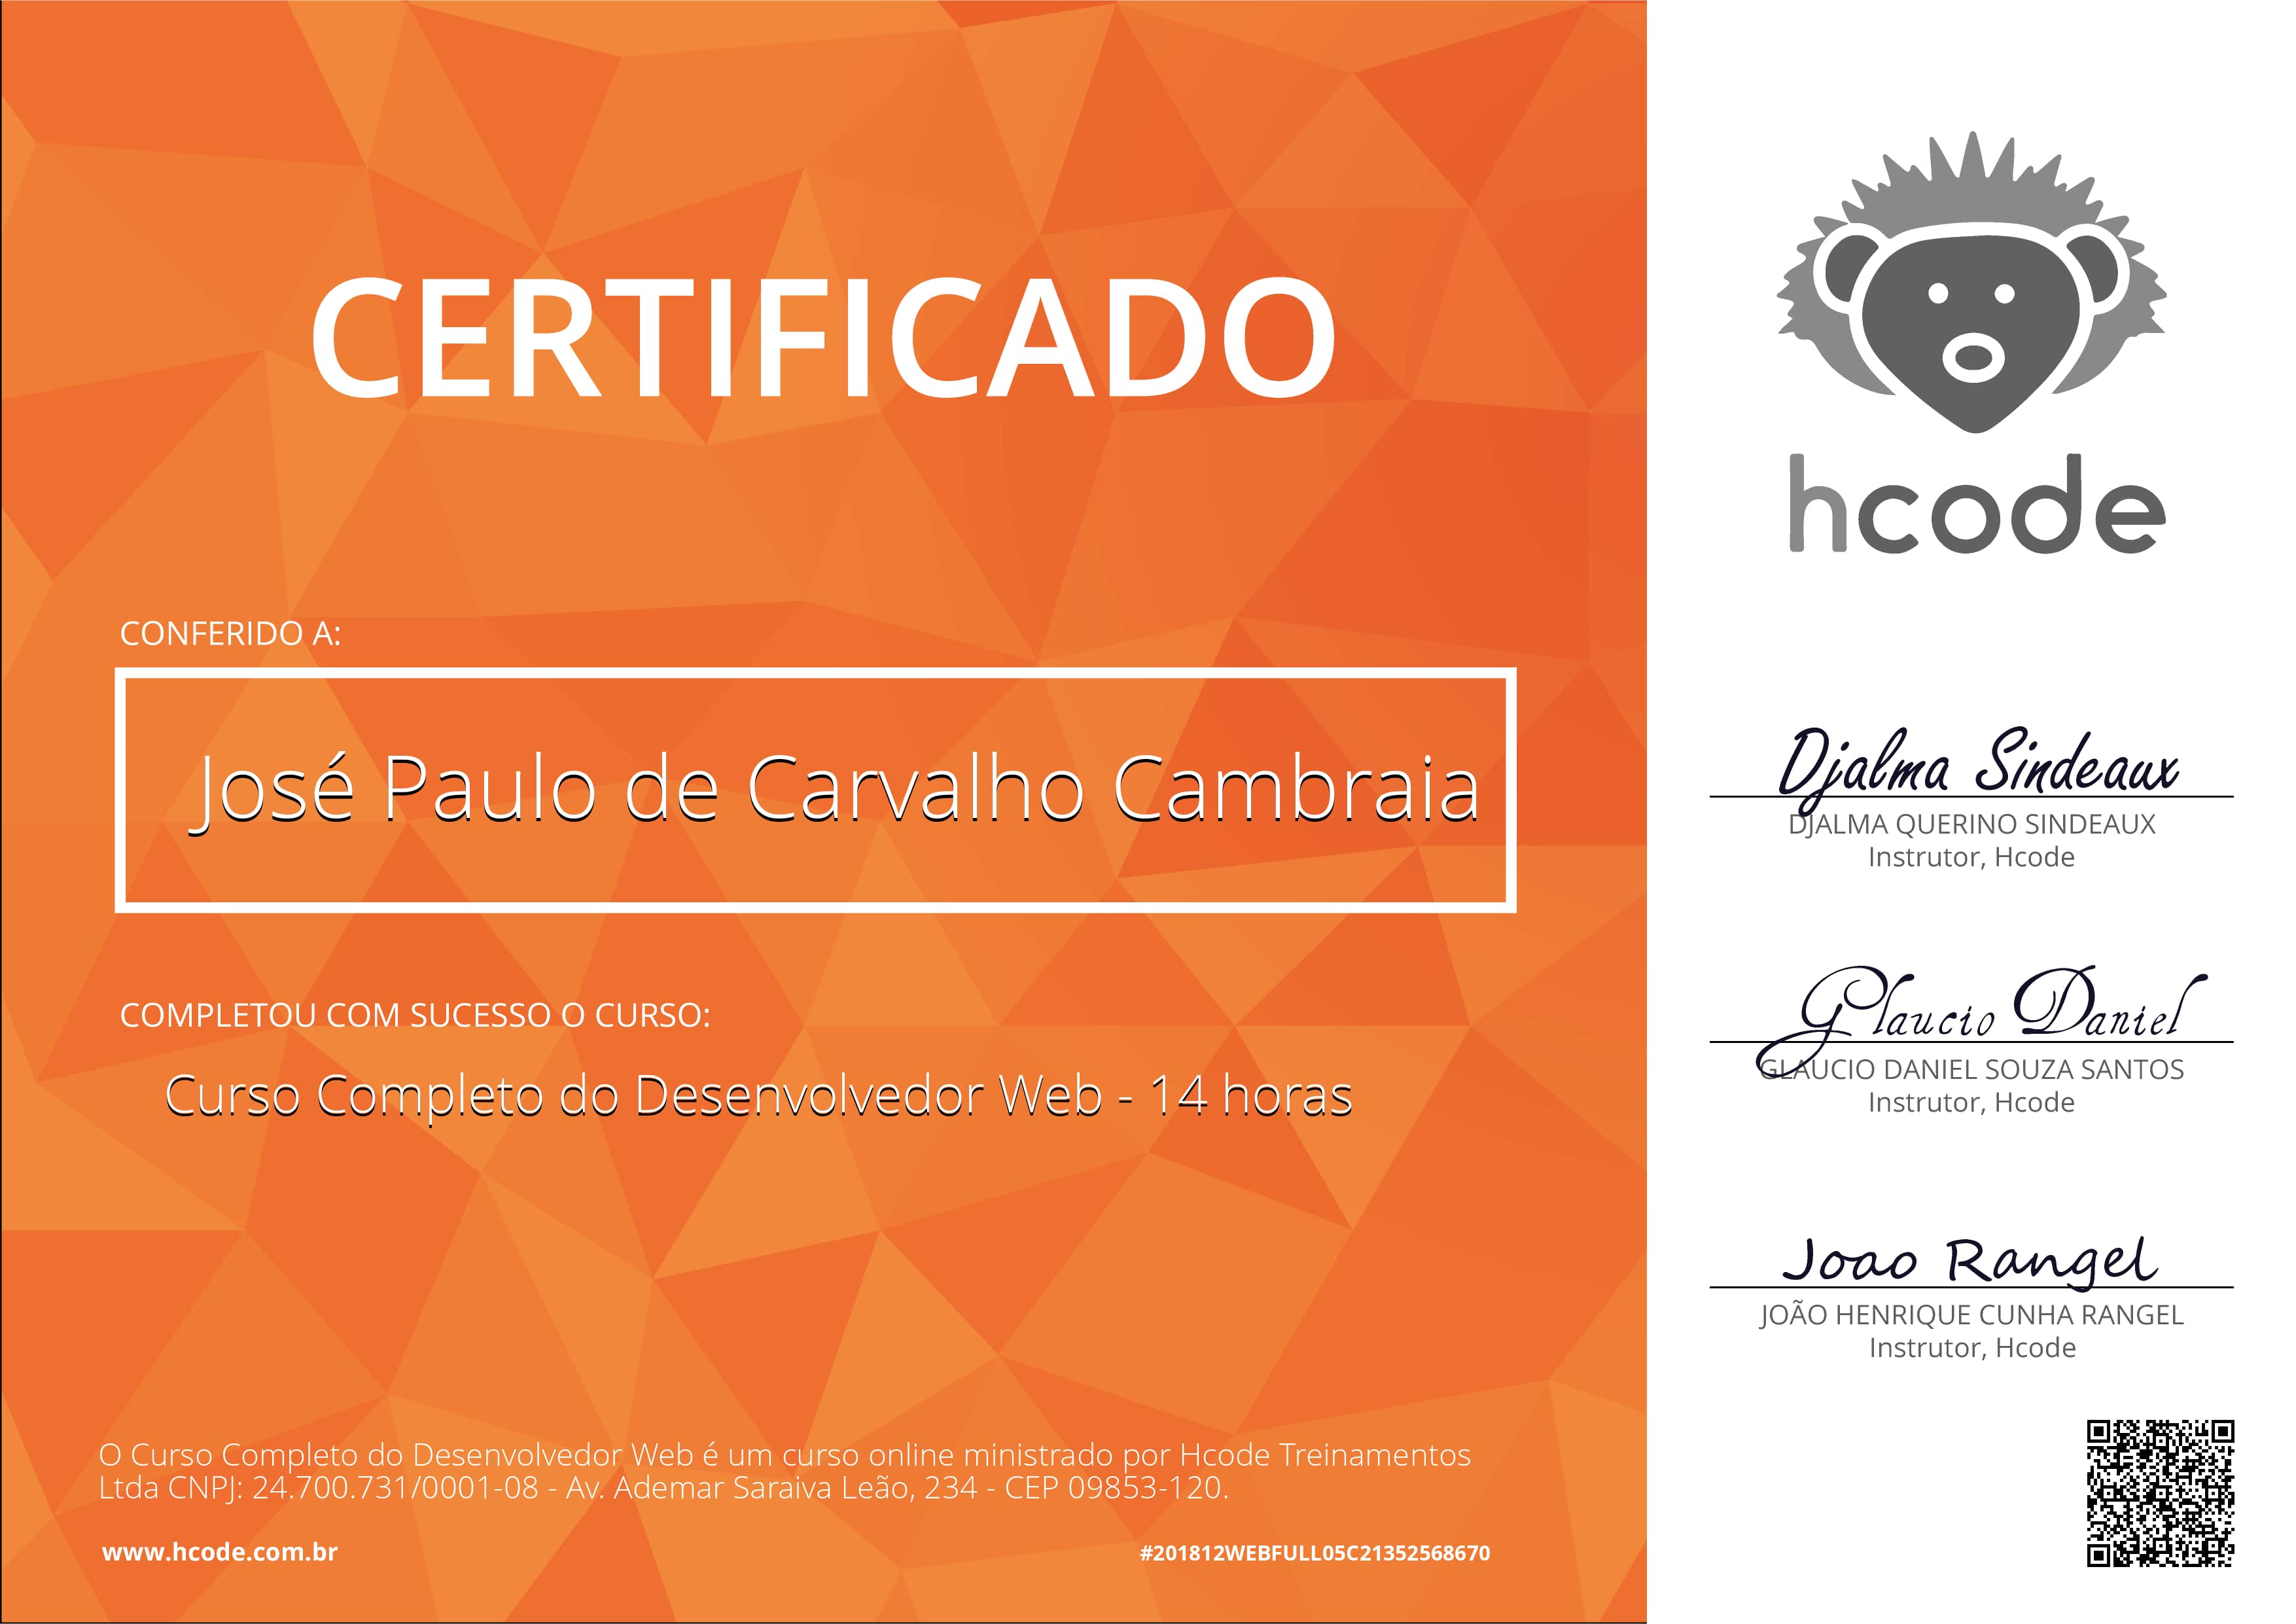 CERTIFICADO
CONFERIDO A:
José Paulo de Carvalho Cambraia
COMPLETOU COM SUCESSO O CURSO:
Curso Completo do Desenvolvedor Web - 14 horas
O Curso Completo do Desenvolvedor Web é um curso online ministrado por Hcode Treinamentos
Ltda CNPJ: 24.700.731/0001-08 - Av. Ademar Saraiva Leão, 234 - CEP 09853-120.
www.hcode.com.br
#201812WEBFULL05C21352568670
hcode
Djalma Sindeaux
DJALMA QUERINO SINDEAUX
Instrutor, Hcode
Glaucio Daniel
GLAUCIO DANIEL SOUZA SANTOS
Instrutor, Hcode
Joao Rangel
JOÃO HENRIQUE CUNHA RANGEL
Instrutor, Hcode